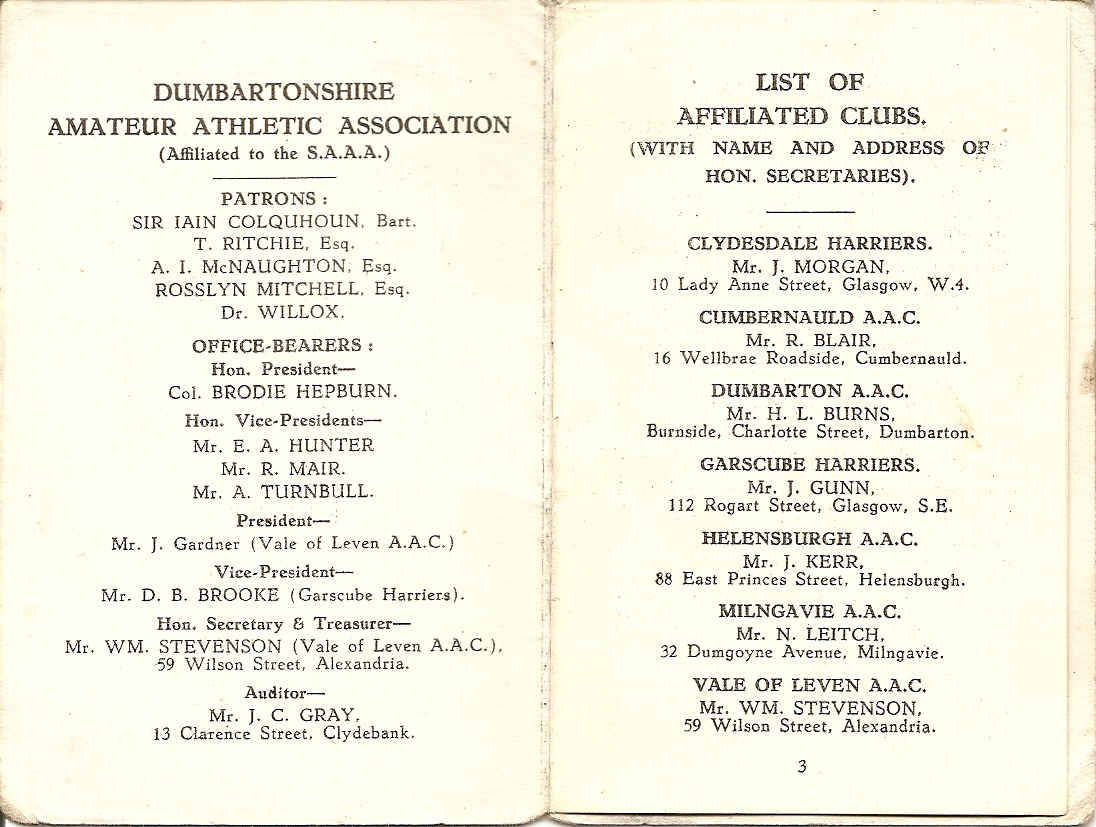 DUMBARTONSHIRE
AMATEUR ATHLETIC ASSOCIATION
(Affiliated to the S.A.A.A.)
PATRONS :
SIR IAIN COLQUHOUN, Bart.
T. RITCHIE, Esq.
A. I. McNAUGHTON, Esq.
ROSSLYN MITCHELL, Esq.
Dr. WILLOX.
OFFICE-BEARERS :
Hon. President—
Col. BRODIE HEPBURN.
Hon. Vice-Presidents—
Mr. E. A. HUNTER
Mr. R. MAIR.
Mr. A. TURNBULL.
President—
Mr. J. Gardner (Vale of Leven A.A.C.)
Vice-President—
Mr. D. B. BROOKE (Garscube Harriers).
Hon. Secretary & Treasurer—
Mr. WM. STEVENSON (Vale of Leven A.A.C.),
59 Wilson Street, Alexandria.
Auditor—
Mr. J. C. GRAY,
13 Clarence Street, Clydebank.
LIST OF
AFFILIATED CLUBS.
(WITH NAME AND ADDRESS OF
HON. SECRETARIES).
CLYDESDALE HARRIERS.
Mr. J. MORGAN,
10 Lady Anne Street, Glasgow, W.4.
CUMBERNAULD A.A.C.
Mr. R. BLAIR,
16 Wellbrae Roadside, Cumbernauld.
DUMBARTON A.A.C.
Mr. H. L. BURNS,
Burnside, Charlotte Street, Dumbarton.
GARSCUBE HARRIERS.
Mr. J. GUNN,
112 Rogart Street, Glasgow, S.E.
HELENSBURGH A.A.C.
Mr. J. KERR,
88 East Princes Street, Helensburgh.
MILNGAVIE A.A.C.
Mr. N. LEITCH,
32 Dumgoyne Avenue, Milngavie.
VALE OF LEVEN A.A.C.
Mr. WM. STEVENSON,
59 Wilson Street, Alexandria.
3